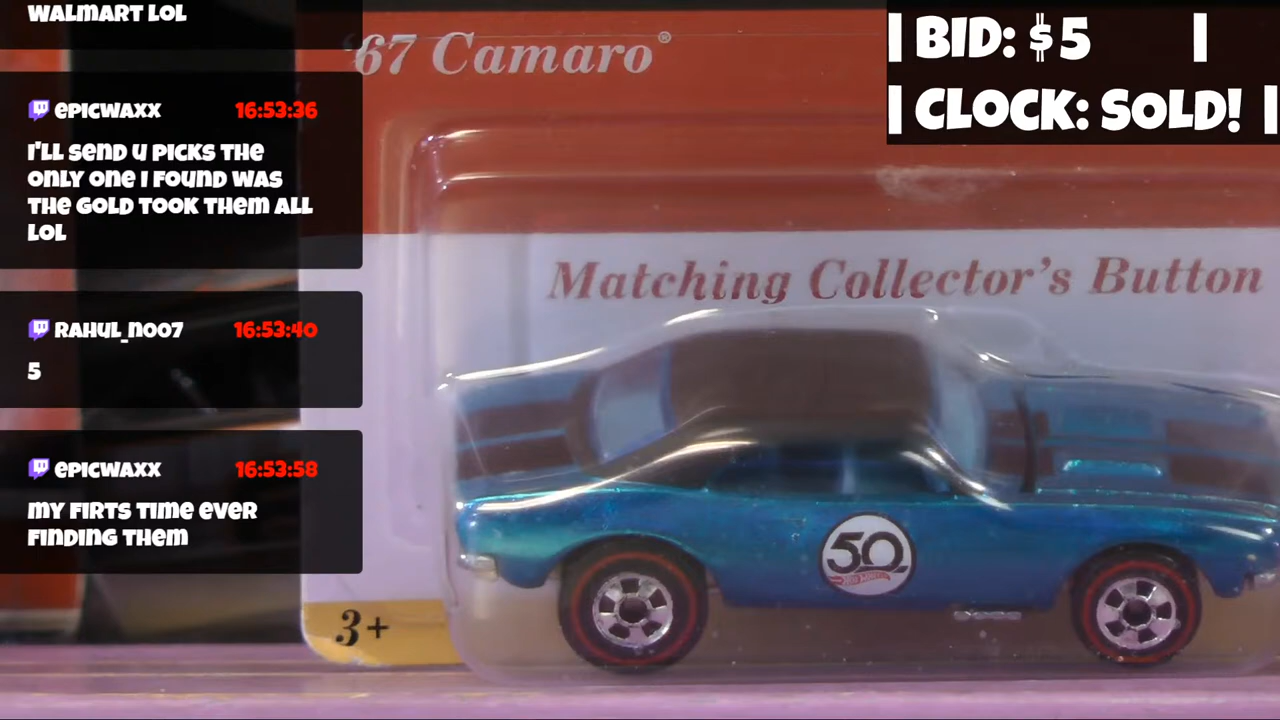 WALMART LOL
epicwaxx 16:53:36
I'LL SEND U PICKS THE
ONLY ONE I FOUND WAS
THE GOLD TOOK THEM ALL
LOL
Rahul_n007 16:53:40
5
epicwaxx 16:53:58
MY FIRTS TIME EVER
FINDING THEM
| BID: $5 |
| CLOCK: SOLD! |
'67 Camaro®
Matching Collector's Button
50
HOT WHEELS
3+